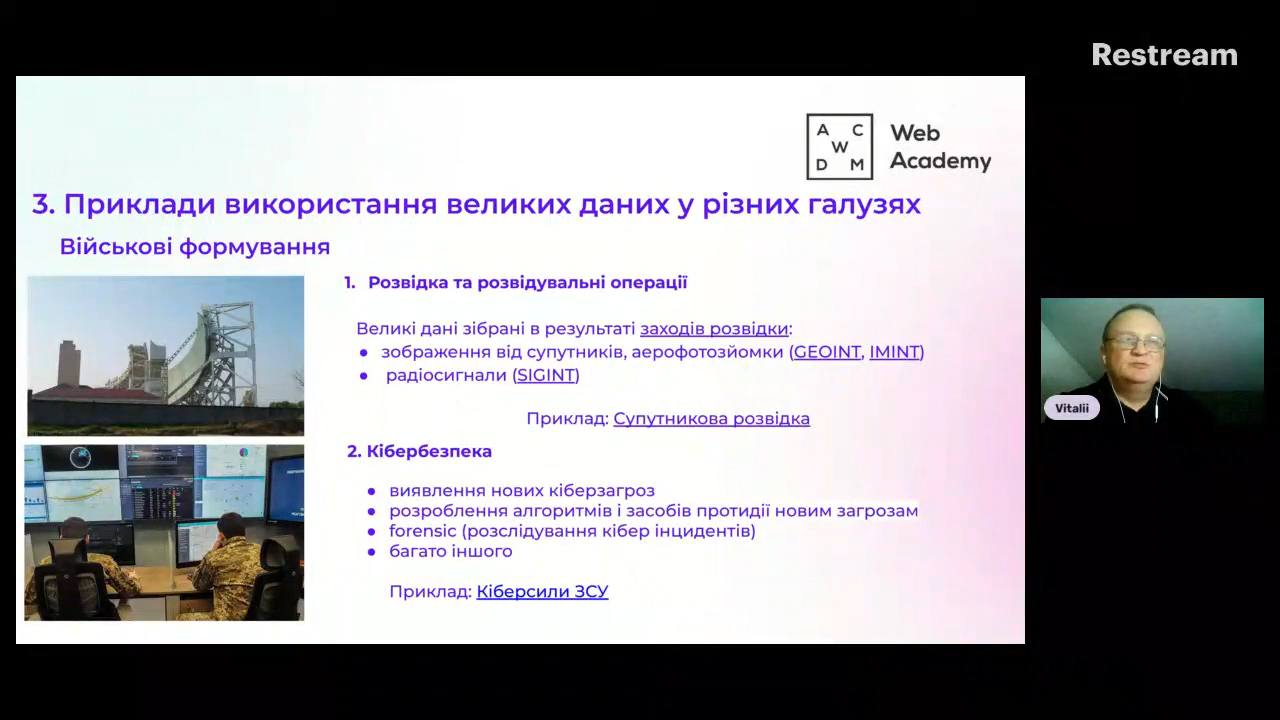 Restream
A C
W
D M
Web
Academy
3. Приклади використання великих даних у різних галузях
Військові формування
1. Розвідка та розвідувальні операції
Великі дані зібрані в результаті заходів розвідки:
● зображення від супутників, аерофотозйомки (GEOINT, IMINT)
● радіосигнали (SIGINT)
Приклад: Супутникова розвідка
2. Кібербезпека
● виявлення нових кіберзагроз
● розроблення алгоритмів і засобів протидії новим загрозам
● forensic (розслідування кібер інцидентів)
● багато іншого
Приклад: Кіберсили ЗСУ
Vitalii